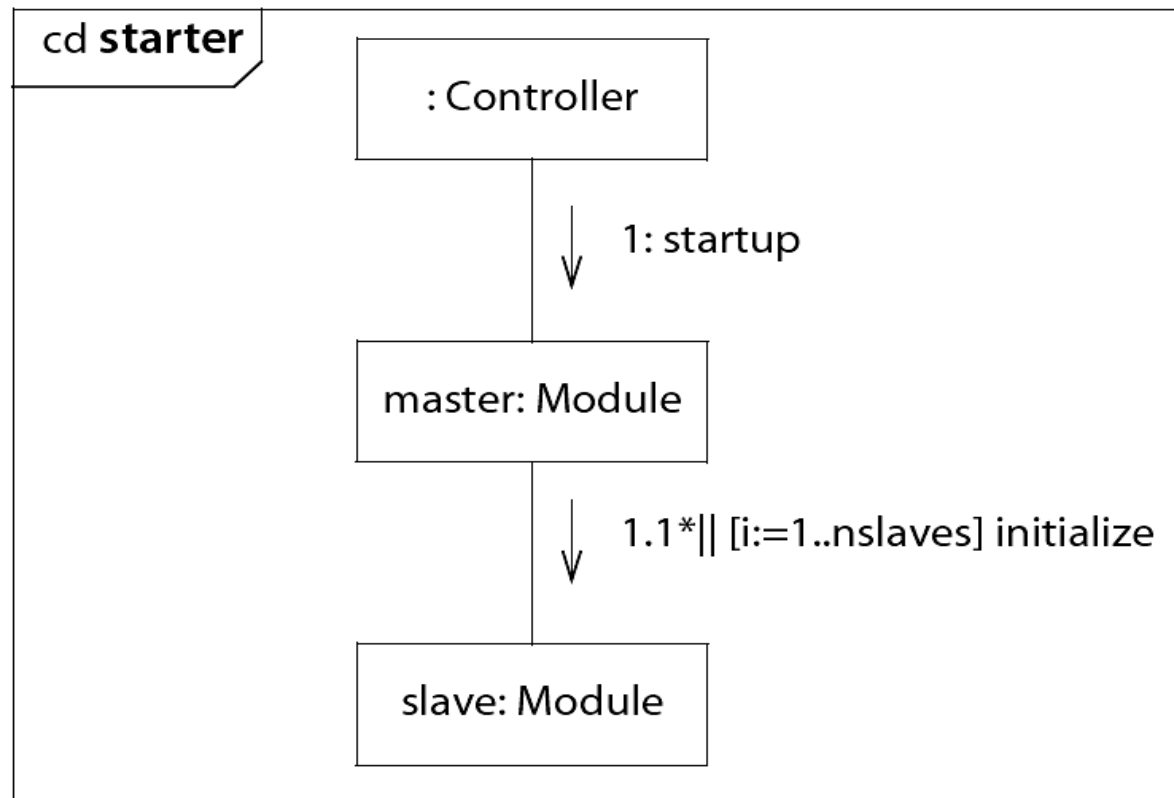 cd starter
: Controller
1: startup
master: Module
1.1*|| [i:=1..nslaves] initialize
slave: Module